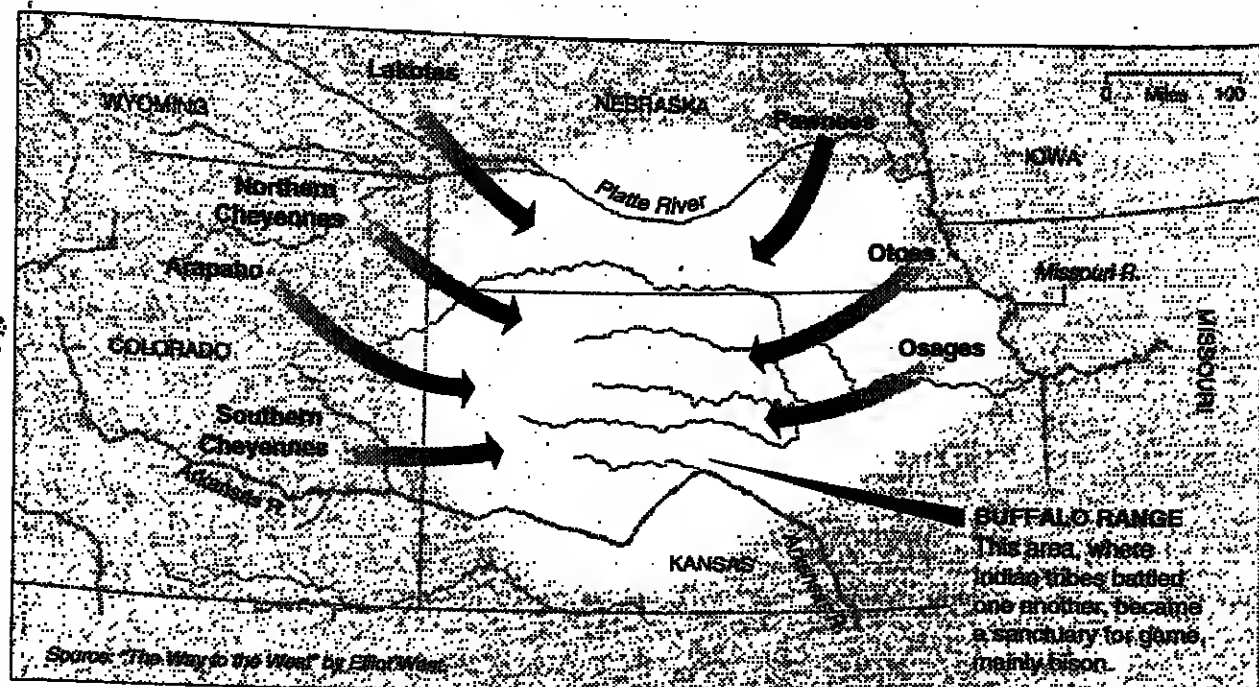 Lakotas
WYOMING
NEBRASKA
Pawnees
0 Miles 100
IOWA
Northern
Cheyennes
Platte River
Arapaho
Otoes
Missouri R.
COLORADO
Osages
MISSOURI
Southern
Cheyennes
Arkansas R.
KANSAS
Arkansas R.
BUFFALO RANGE
This area, where
Indian tribes battled
one another, became
a sanctuary for game,
mainly bison.
Source: "The Way to the West" by Elliot West.